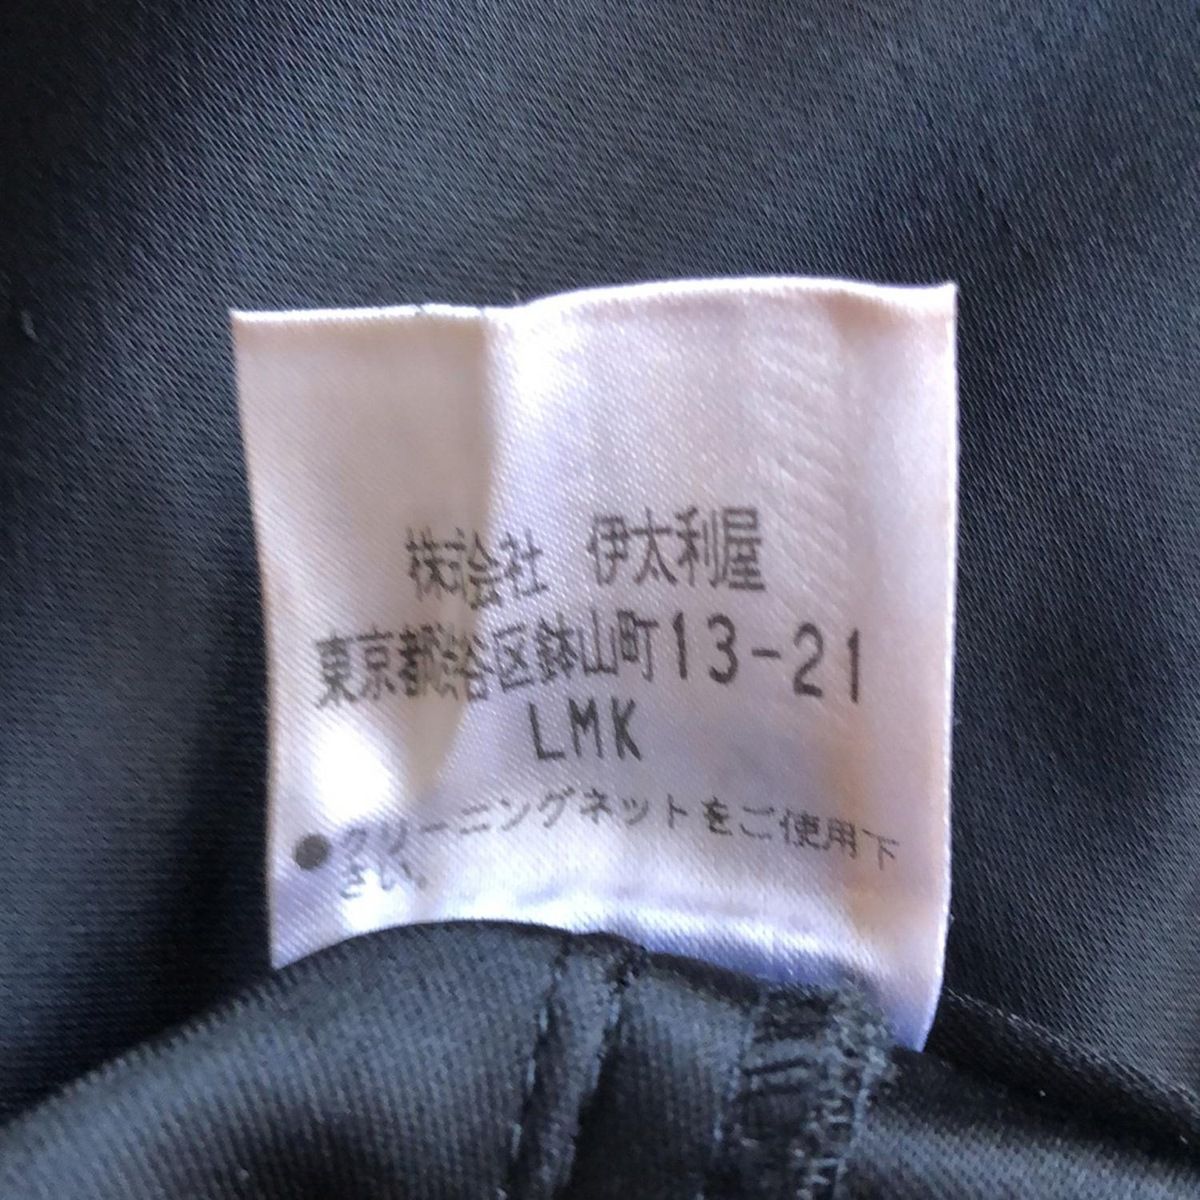 株式会社 伊太利屋
東京都渋谷区鉢山町13-21
LMK
●クリーニングネットをご使用下
さい。